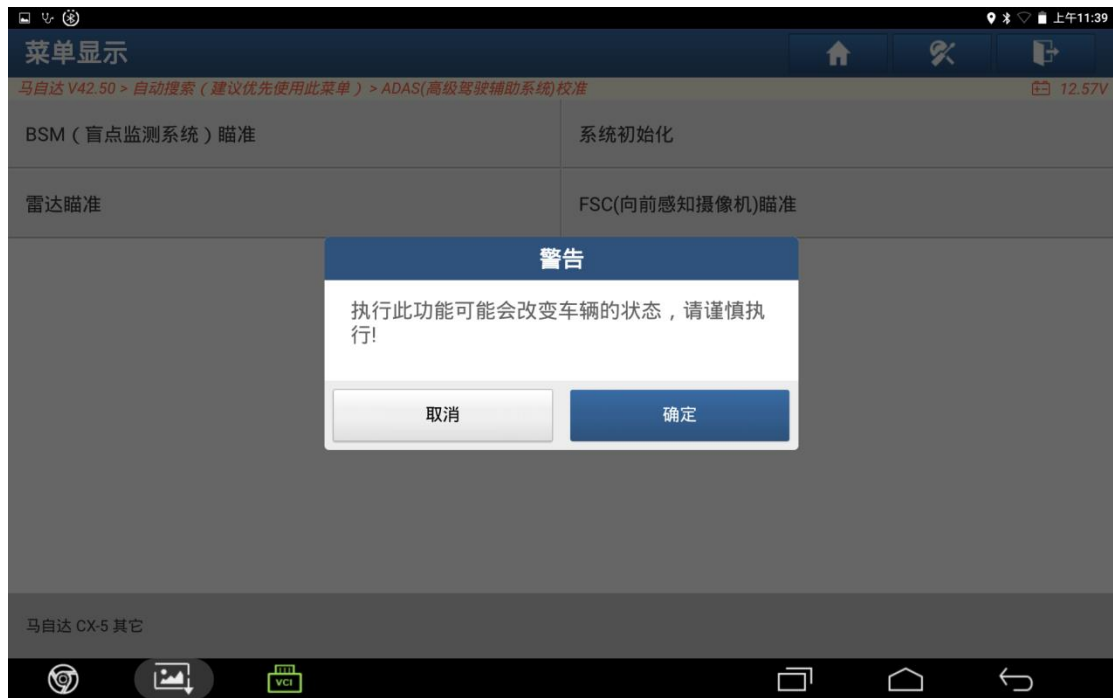 上午11:39
菜单显示
马自达 V42.50 > 自动搜索（建议优先使用此菜单）> ADAS(高级驾驶辅助系统)校准
12.57V
BSM（盲点监测系统）瞄准
系统初始化
雷达瞄准
FSC(向前感知摄像机)瞄准
警告
执行此功能可能会改变车辆的状态，请谨慎执
行!
取消
确定
马自达 CX-5 其它
VCI